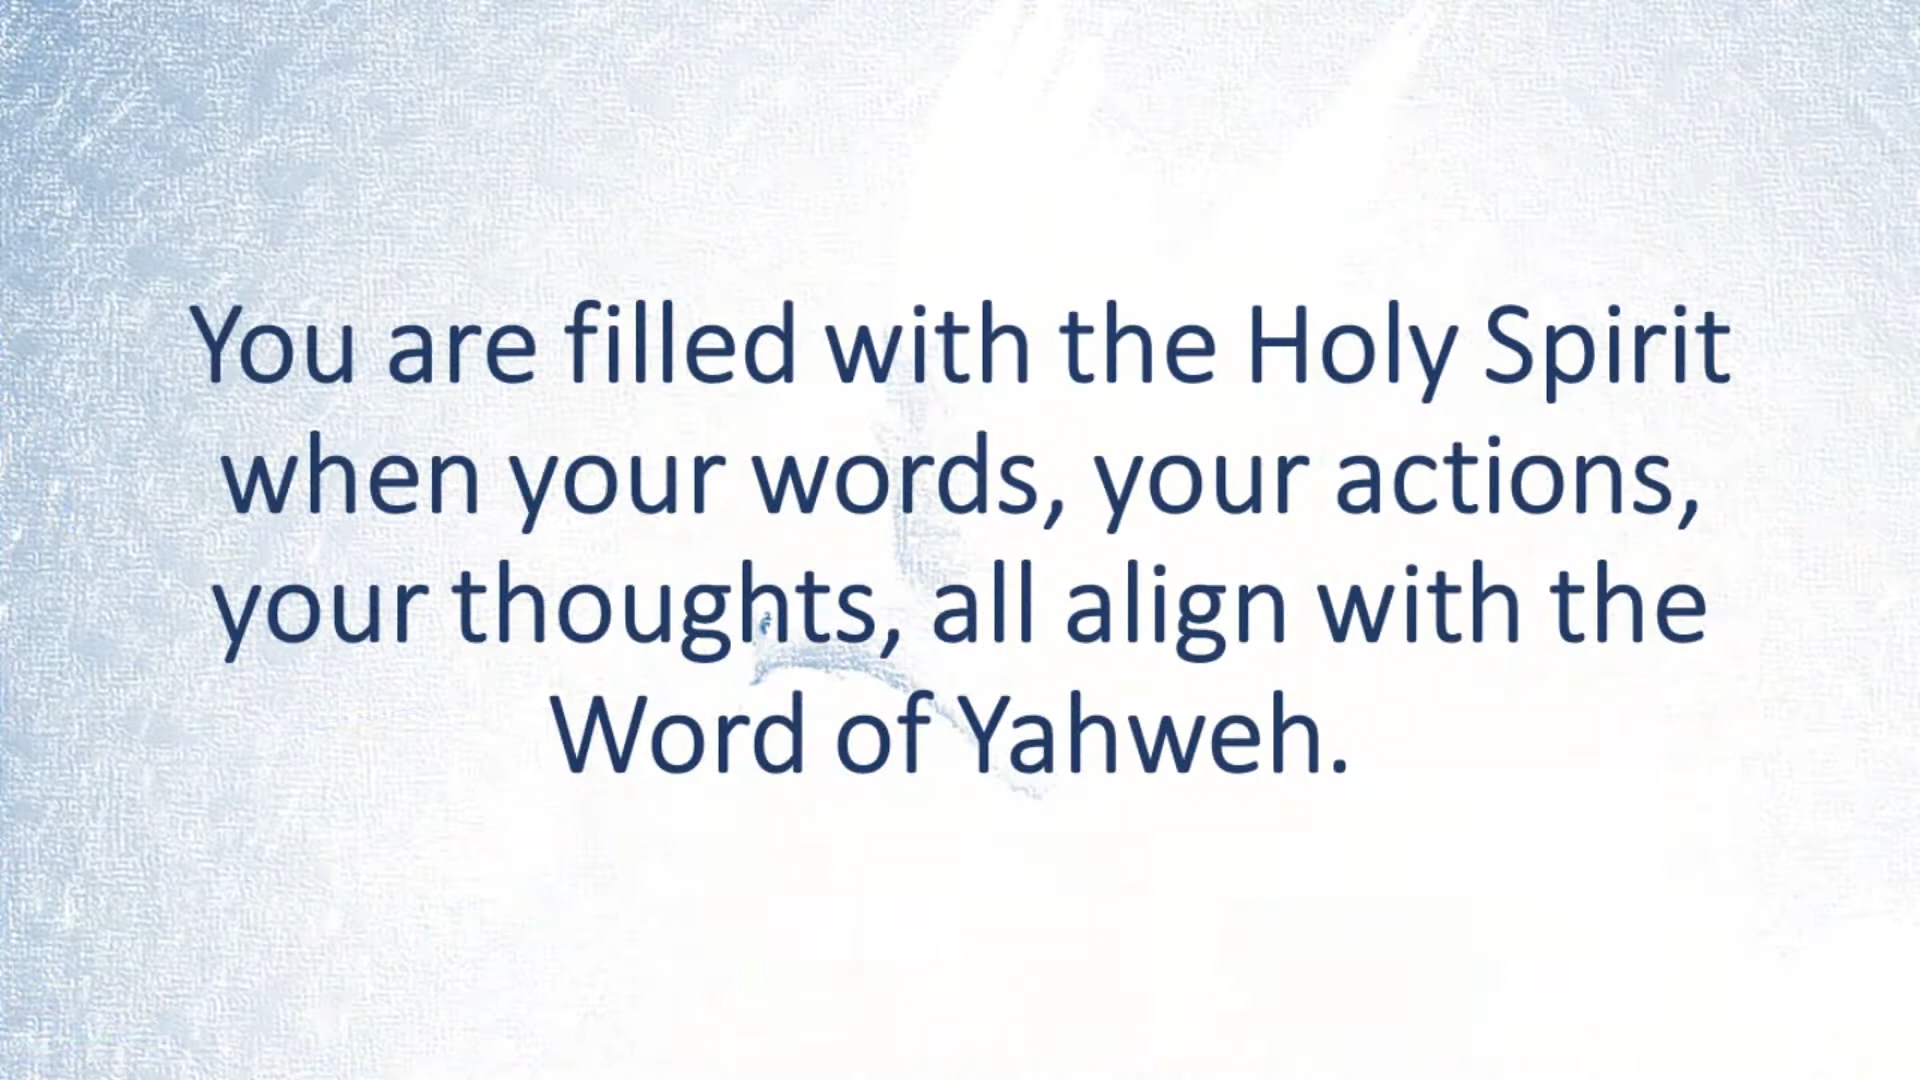 You are filled with the Holy Spirit
when your words, your actions,
your thoughts, all align with the
Word of Yahweh.